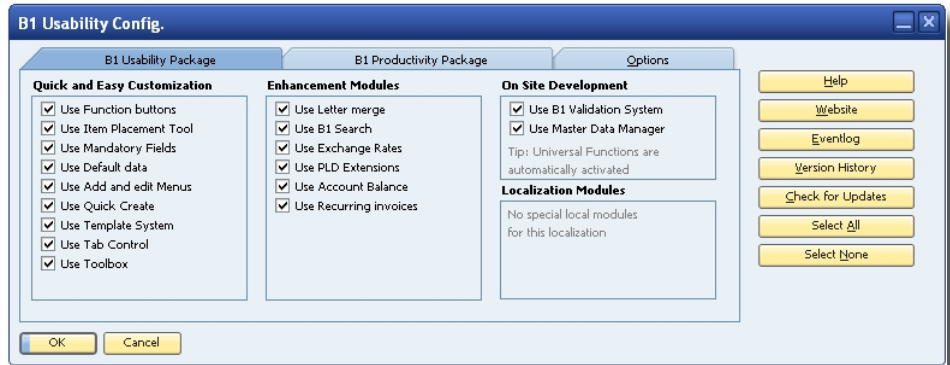 B1 Usability Config.
B1 Usability Package
B1 Productivity Package
Options
Quick and Easy Customization
Use Function buttons
Use Item Placement Tool
Use Mandatory Fields
Use Default data
Use Add and edit Menus
Use Quick Create
Use Template System
Use Tab Control
Use Toolbox
Enhancement Modules
Use Letter merge
Use B1 Search
Use Exchange Rates
Use PLD Extensions
Use Account Balance
Use Recurring invoices
On Site Development
Use B1 Validation System
Use Master Data Manager
Tip: Universal Functions are
automatically activated
Localization Modules
No special local modules
for this localization
Help
Website
Eventlog
Version History
Check for Updates
Select All
Select None
OK
Cancel